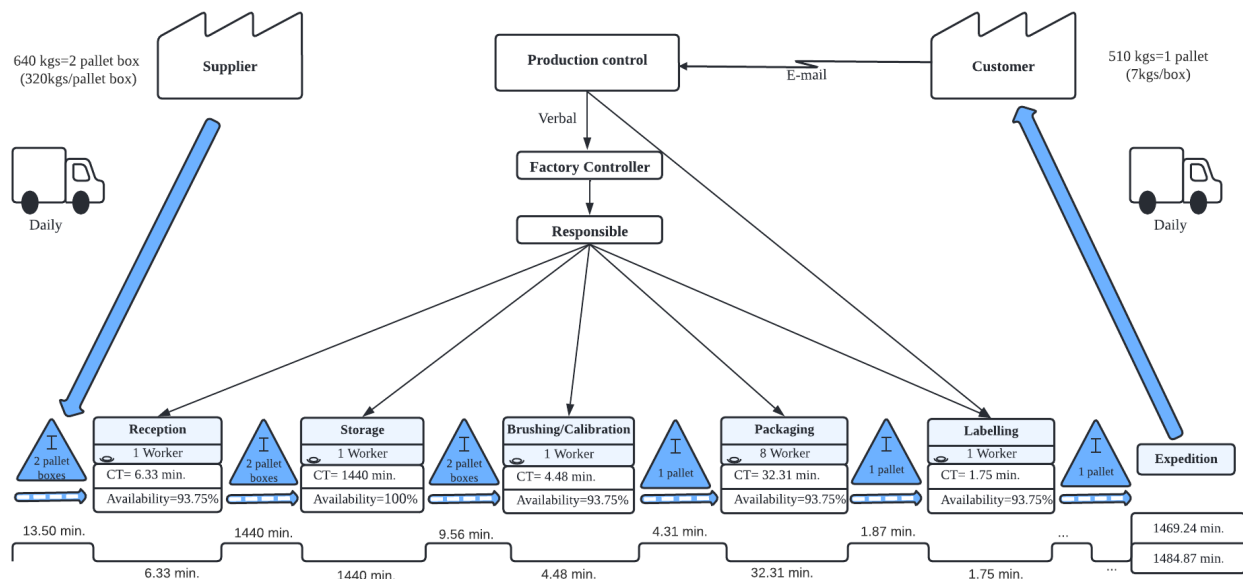 640 kgs=2 pallet box
(320kgs/pallet box)
Supplier
Production control
E-mail
Customer
510 kgs=1 pallet
(7kgs/box)
Verbal
Factory Controller
Responsible
Daily
Daily
I
2 pallet
boxes
Reception
1 Worker
CT= 6.33 min.
Availability=93.75%
I
2 pallet
boxes
Storage
1 Worker
CT= 1440 min.
Availability=100%
I
2 pallet
boxes
Brushing/Calibration
1 Worker
CT= 4.48 min.
Availability=93.75%
I
1 pallet
Packaging
8 Worker
CT= 32.31 min.
Availability=93.75%
I
1 pallet
Labelling
1 Worker
CT= 1.75 min.
Availability=93.75%
I
1 pallet
Expedition
13.50 min.
1440 min.
9.56 min.
4.31 min.
1.87 min.
...
1469.24 min.
6.33 min.
1440 min.
4.48 min.
32.31 min.
1.75 min.
...
1484.87 min.